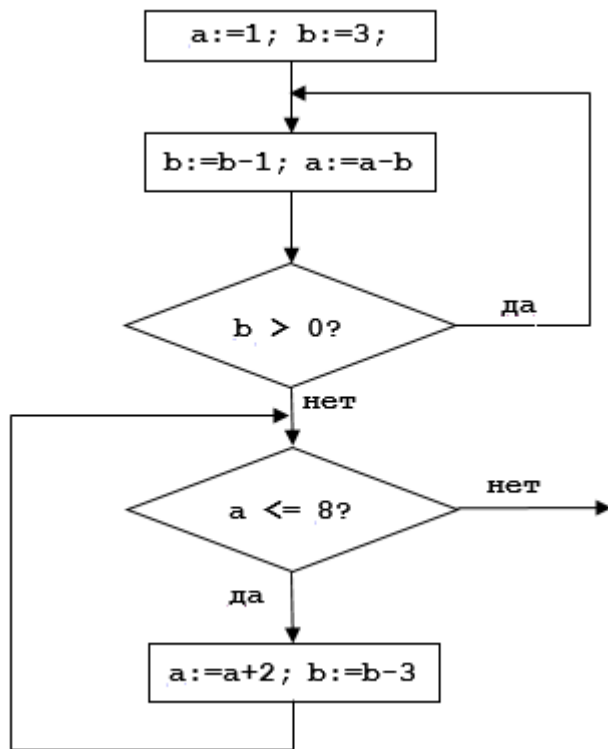 a:=1; b:=3;
b:=b-1; a:=a-b
b > 0?
да
нет
a <= 8?
нет
да
a:=a+2; b:=b-3